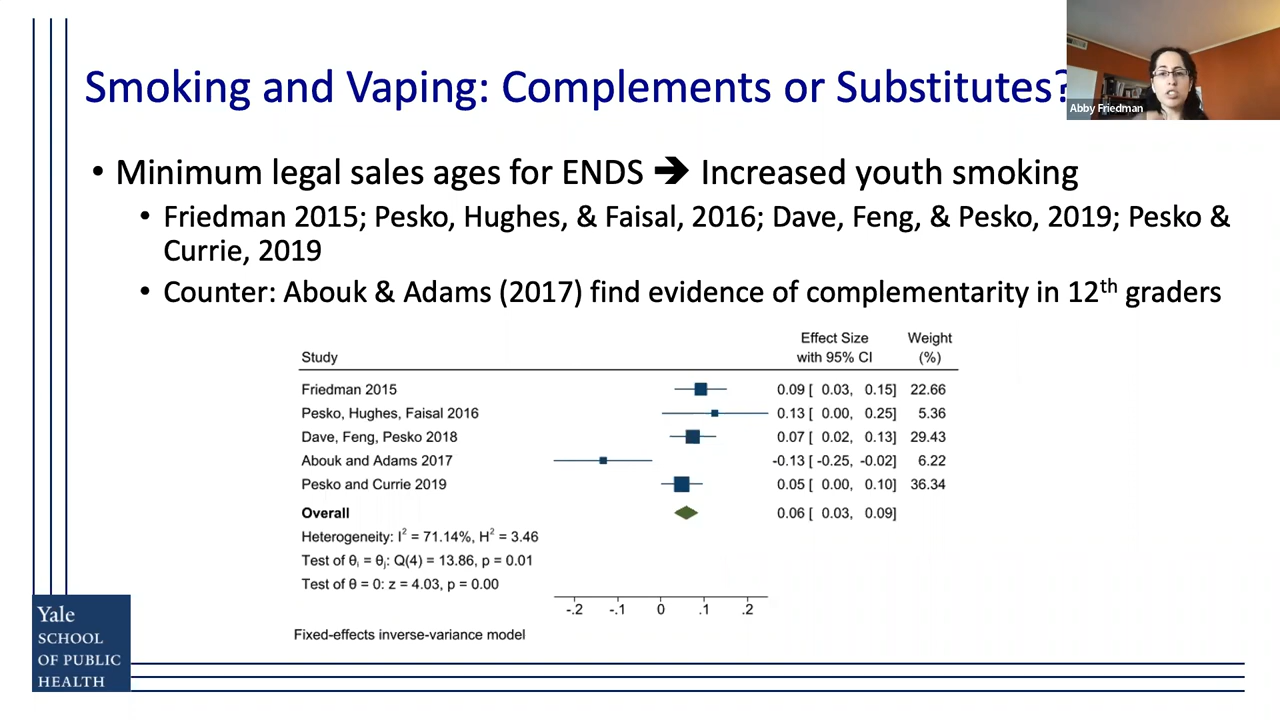 Smoking and Vaping: Complements or Substitutes?
Abby Friedman
• Minimum legal sales ages for ENDS 🡪 Increased youth smoking
• Friedman 2015; Pesko, Hughes, & Faisal, 2016; Dave, Feng, & Pesko, 2019; Pesko &
Currie, 2019
• Counter: Abouk & Adams (2017) find evidence of complementarity in 12th graders
Effect Size Weight
Study with 95% CI (%)
Friedman 2015 0.09 [ 0.03, 0.15] 22.66
Pesko, Hughes, Faisal 2016 0.13 [ 0.00, 0.25] 5.36
Dave, Feng, Pesko 2018 0.07 [ 0.02, 0.13] 29.43
Abouk and Adams 2017 -0.13 [ -0.25, -0.02] 6.22
Pesko and Currie 2019 0.05 [ 0.00, 0.10] 36.34
Overall 0.06 [ 0.03, 0.09]
Heterogeneity: I² = 71.14%, H² = 3.46
Test of θᵢ = θⱼ: Q(4) = 13.86, p = 0.01
Test of θ = 0: z = 4.03, p = 0.00
-.2 -.1 0 .1 .2
Fixed-effects inverse-variance model
Yale
SCHOOL
OF PUBLIC
HEALTH